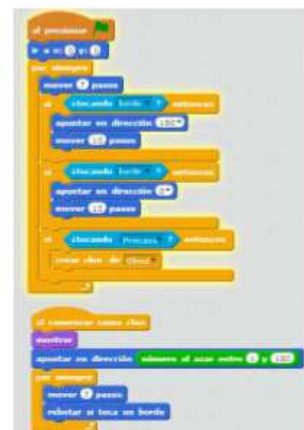 al presionar
ir a x: 0 y: 0
por siempre
mover ? pasos
si ¿tocando borde ? entonces
apuntar en dirección 180
mover 10 pasos
si ¿tocando borde ? entonces
apuntar en dirección 0
mover 10 pasos
si ¿tocando Princess ? entonces
crear clon de Ghost
al comenzar como clon
mostrar
apuntar en dirección número al azar entre 1 y 180
por siempre
mover ? pasos
rebotar si toca un borde